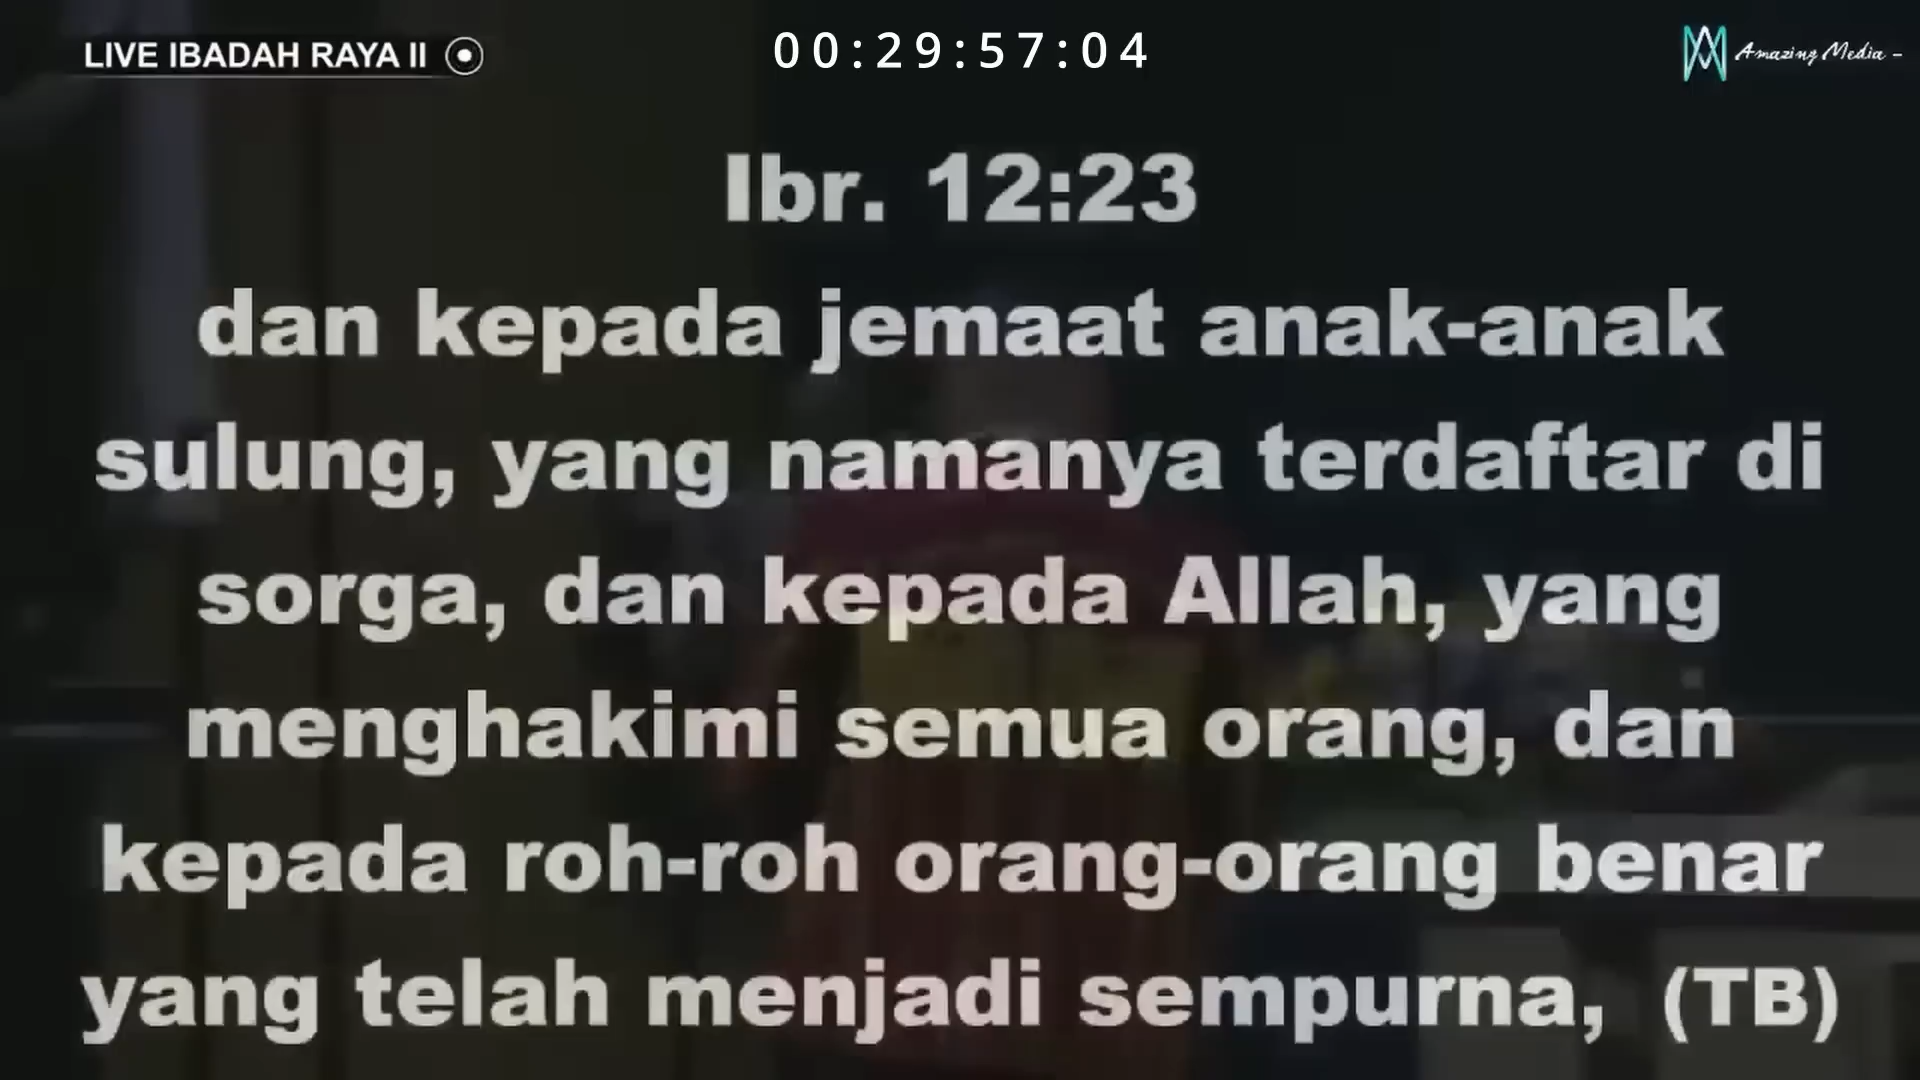 LIVE IBADAH RAYA II
00:29:57:04
Amazing Media -
Ibr. 12:23
dan kepada jemaat anak-anak
sulung, yang namanya terdaftar di
sorga, dan kepada Allah, yang
menghakimi semua orang, dan
kepada roh-roh orang-orang benar
yang telah menjadi sempurna, (TB)